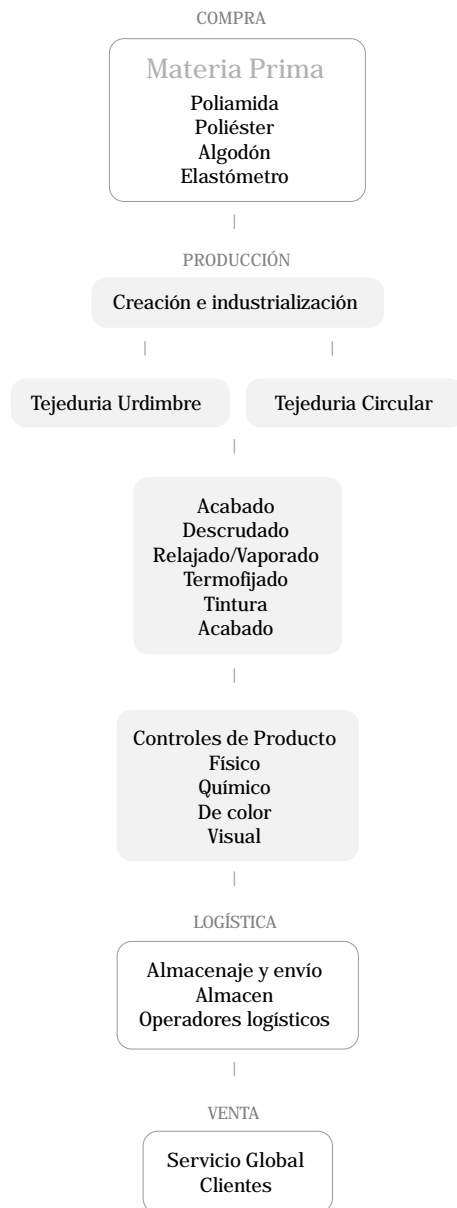 COMPRA
Materia Prima
Poliamida
Poliéster
Algodón
Elastómetro
PRODUCCIÓN
Creación e industrialización
Tejeduria Urdimbre
Tejeduria Circular
Acabado
Descrudado
Relajado/Vaporado
Termofijado
Tintura
Acabado
Controles de Producto
Físico
Químico
De color
Visual
LOGÍSTICA
Almacenaje y envío
Almacen
Operadores logísticos
VENTA
Servicio Global
Clientes